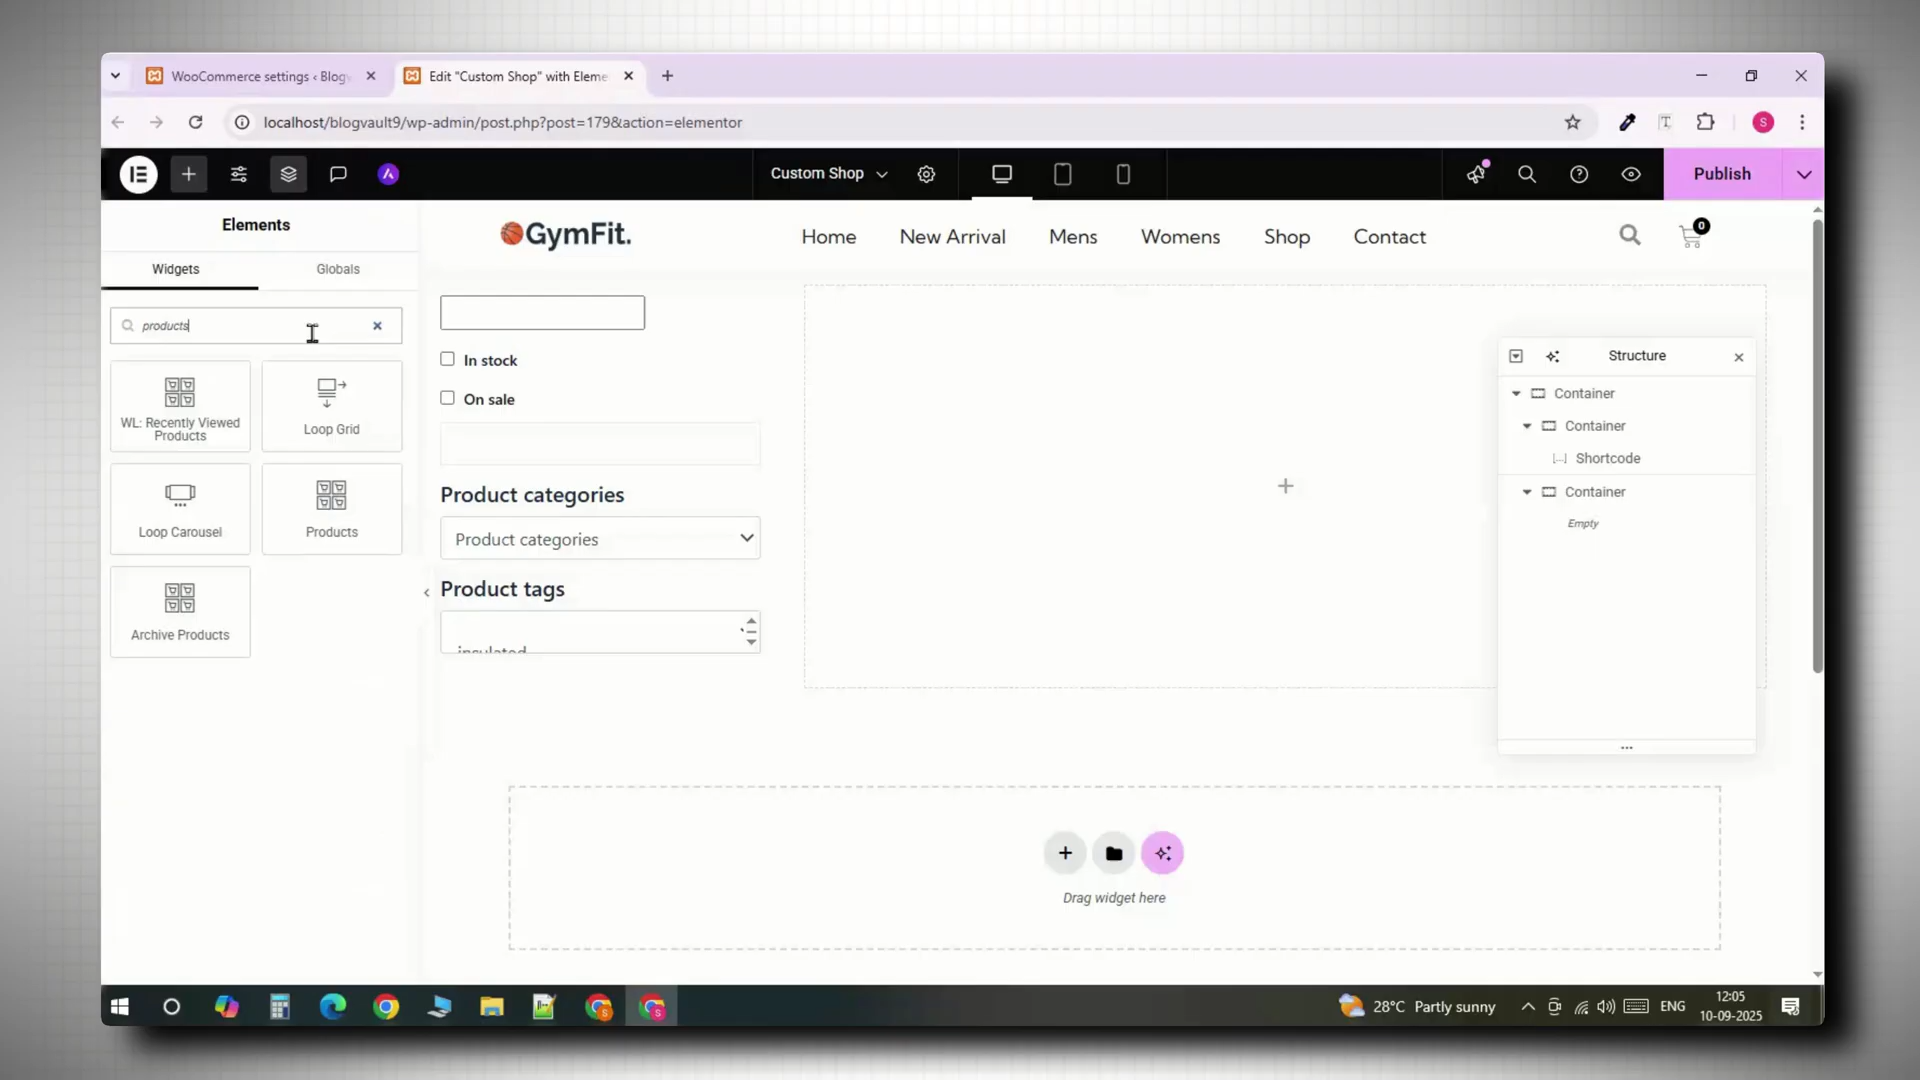 WooCommerce settings ‹ Blogv
Edit "Custom Shop" with Eleme
localhost/blogvault9/wp-admin/post.php?post=179&action=elementor
S
Custom Shop
Publish
Elements
Widgets
Globals
products
WL: Recently Viewed
Products
Loop Grid
Loop Carousel
Products
Archive Products
GymFit.
Home
New Arrival
Mens
Womens
Shop
Contact
0
In stock
On sale
Product categories
Product categories
Product tags
insulated
Structure
Container
Container
Shortcode
Container
Empty
Drag widget here
28°C Partly sunny
ENG
12:05
10-09-2025